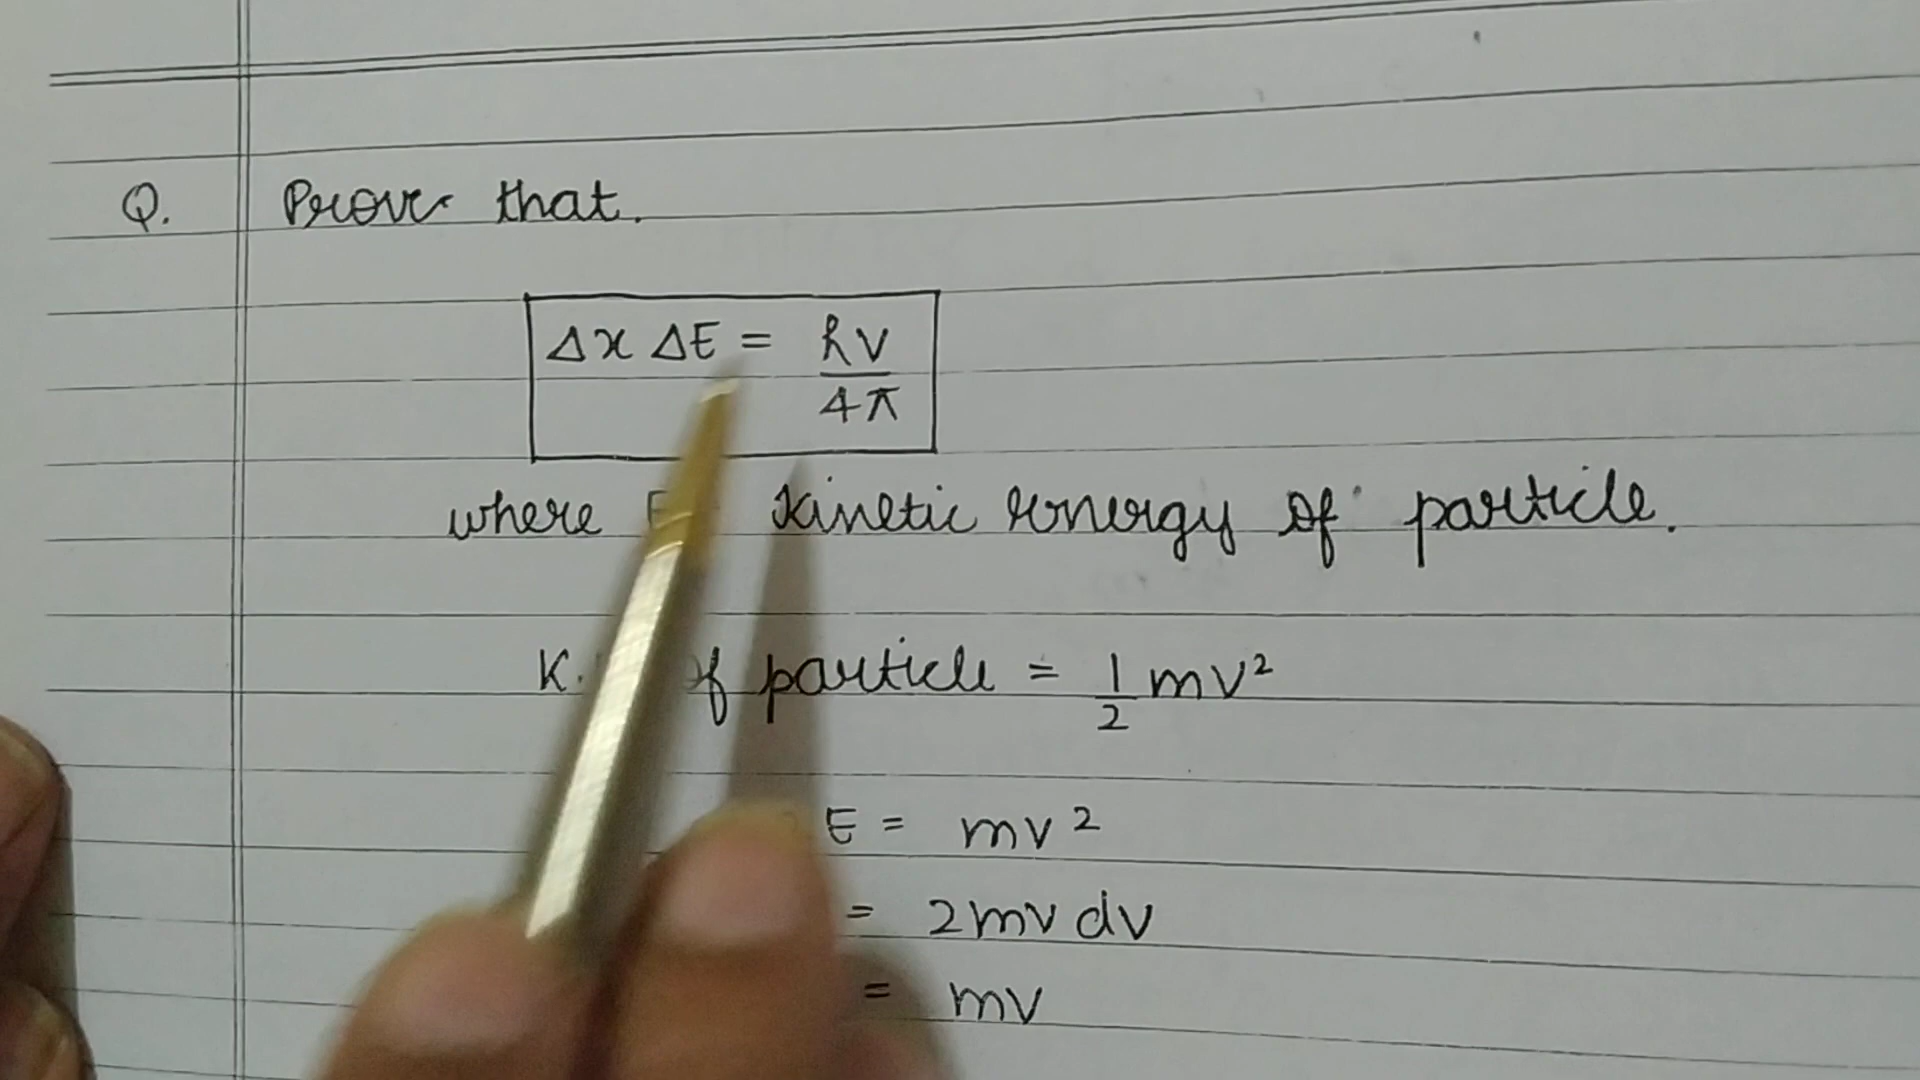 Q. Prove that.
Δx ΔE = hv
4π
where Kinetic energy of particle.
K. of particle = 1/2 mv²
E = mv²
= 2mv dv
= mv